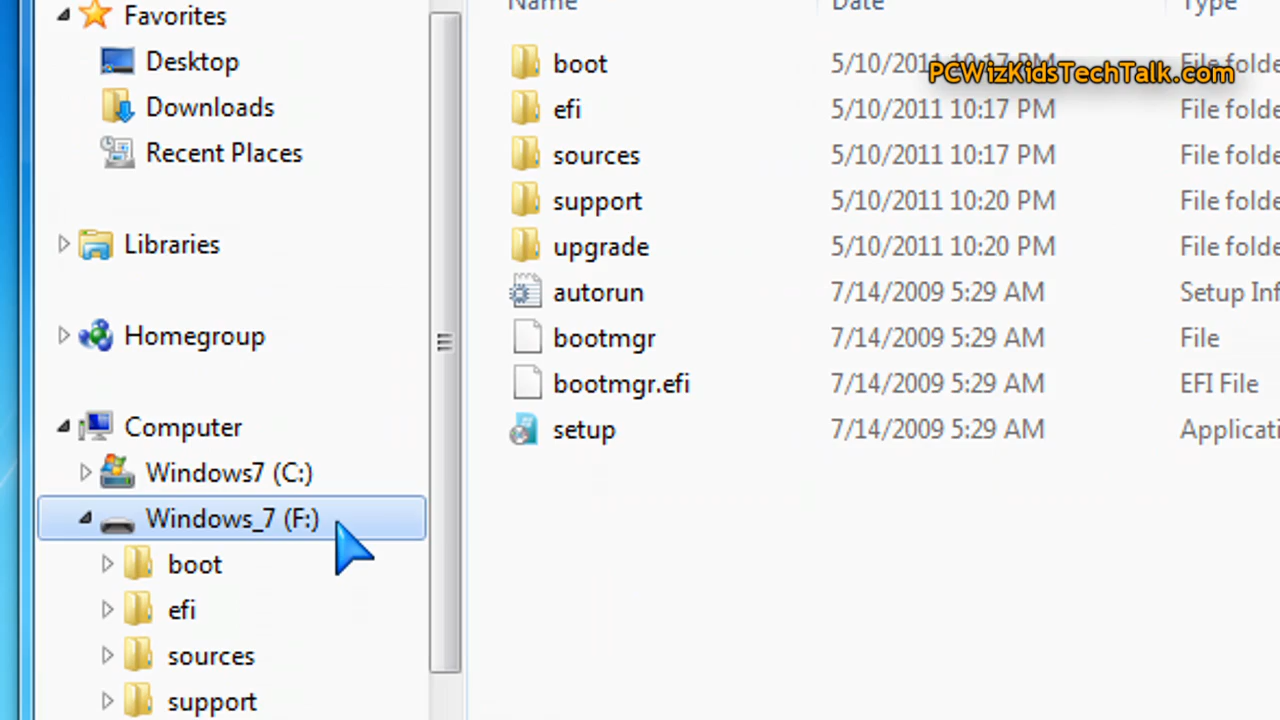 Name Date Type
Favorites
Desktop
Downloads
Recent Places
Libraries
Homegroup
Computer
Windows7 (C:)
Windows_7 (F:)
boot
efi
sources
support
boot 5/10/2011 10:17 PM File folde
PCWizKidsTechTalk.com
efi 5/10/2011 10:17 PM File folde
sources 5/10/2011 10:17 PM File folde
support 5/10/2011 10:20 PM File folde
upgrade 5/10/2011 10:20 PM File folde
autorun 7/14/2009 5:29 AM Setup Inf
bootmgr 7/14/2009 5:29 AM File
bootmgr.efi 7/14/2009 5:29 AM EFI File
setup 7/14/2009 5:29 AM Applicati